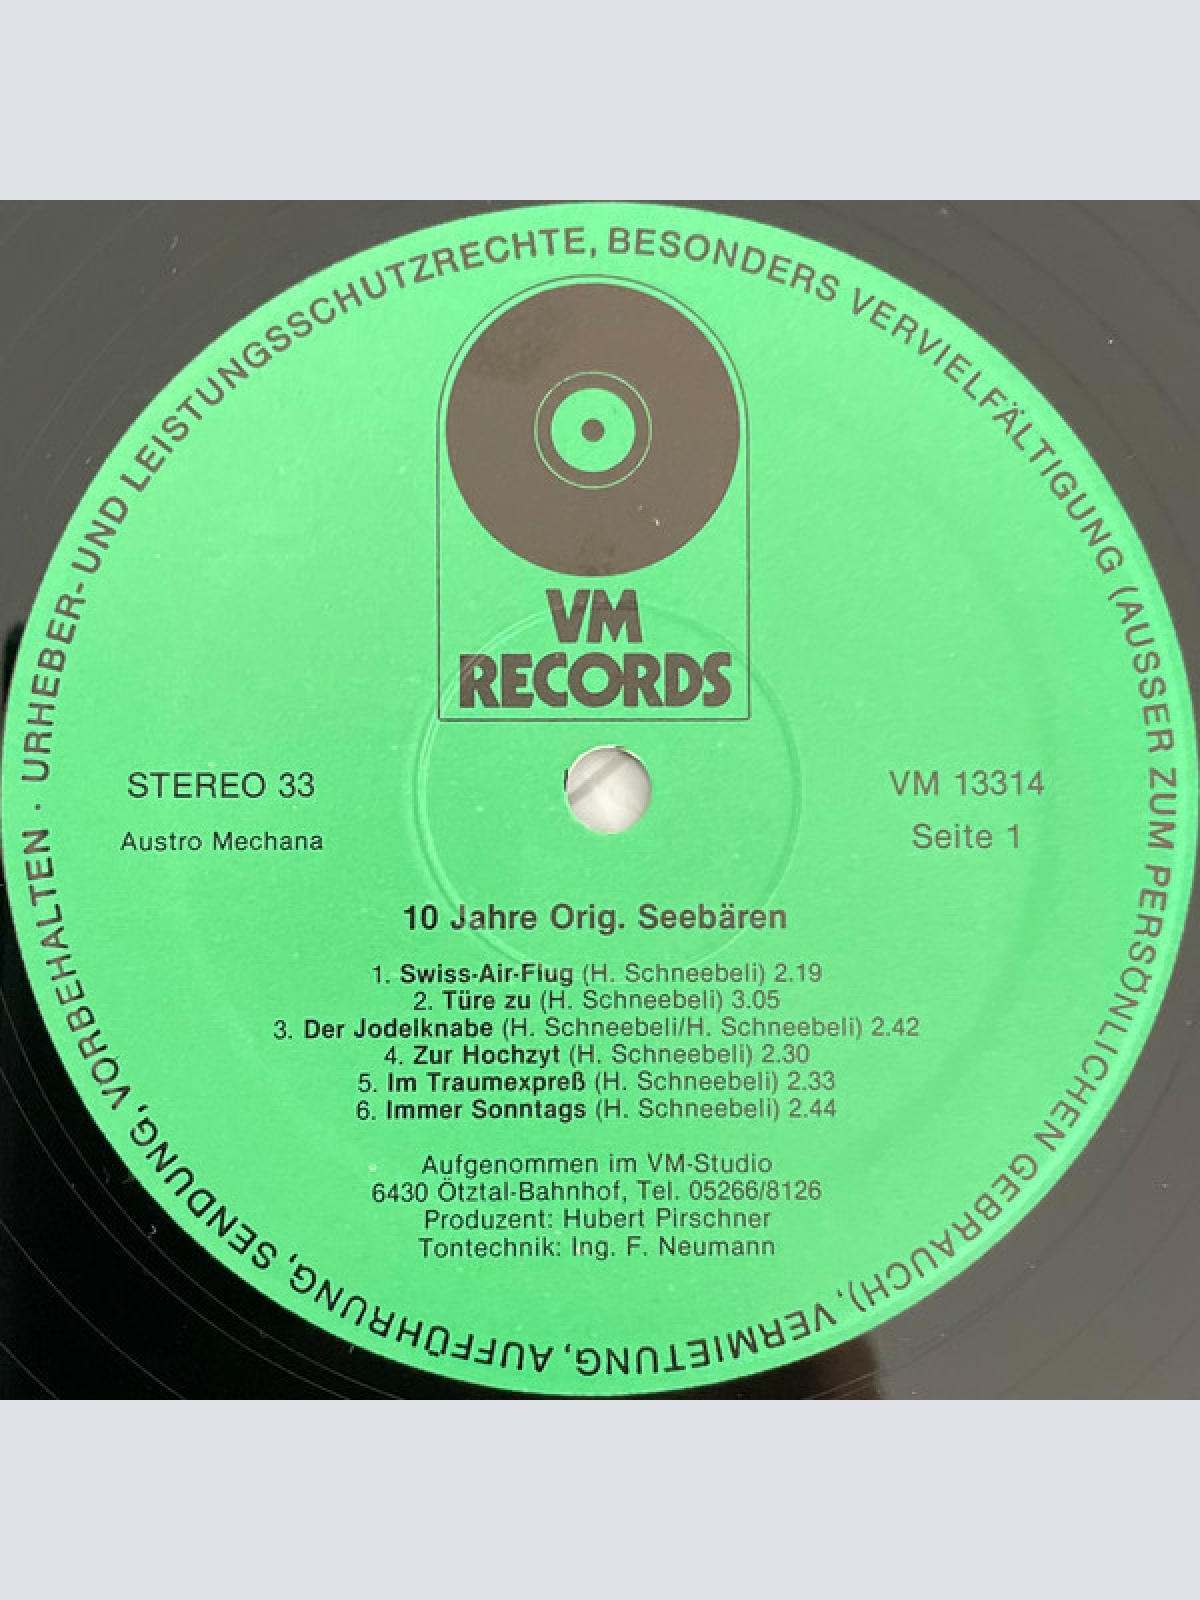 URHEBER- UND LEISTUNGSSCHUTZRECHTE, BESONDERS VERVIELFÄLTIGUNG (AUSSER ZUM PERSÖNLICHEN GEBRAUCH), VERMIETUNG, AUFFÜHRUNG, SENDUNG, VORBEHALTEN ·
VM
RECORDS
STEREO 33
Austro Mechana
VM 13314
Seite 1
10 Jahre Orig. Seebären
1. Swiss-Air-Flug (H. Schneebeli) 2.19
2. Türe zu (H. Schneebeli) 3.05
3. Der Jodelknabe (H. Schneebeli/H. Schneebeli) 2.42
4. Zur Hochzyt (H. Schneebeli) 2.30
5. Im Traumexpreß (H. Schneebeli) 2.33
6. Immer Sonntags (H. Schneebeli) 2.44
Aufgenommen im VM-Studio
6430 Ötztal-Bahnhof, Tel. 05266/8126
Produzent: Hubert Pirschner
Tontechnik: Ing. F. Neumann